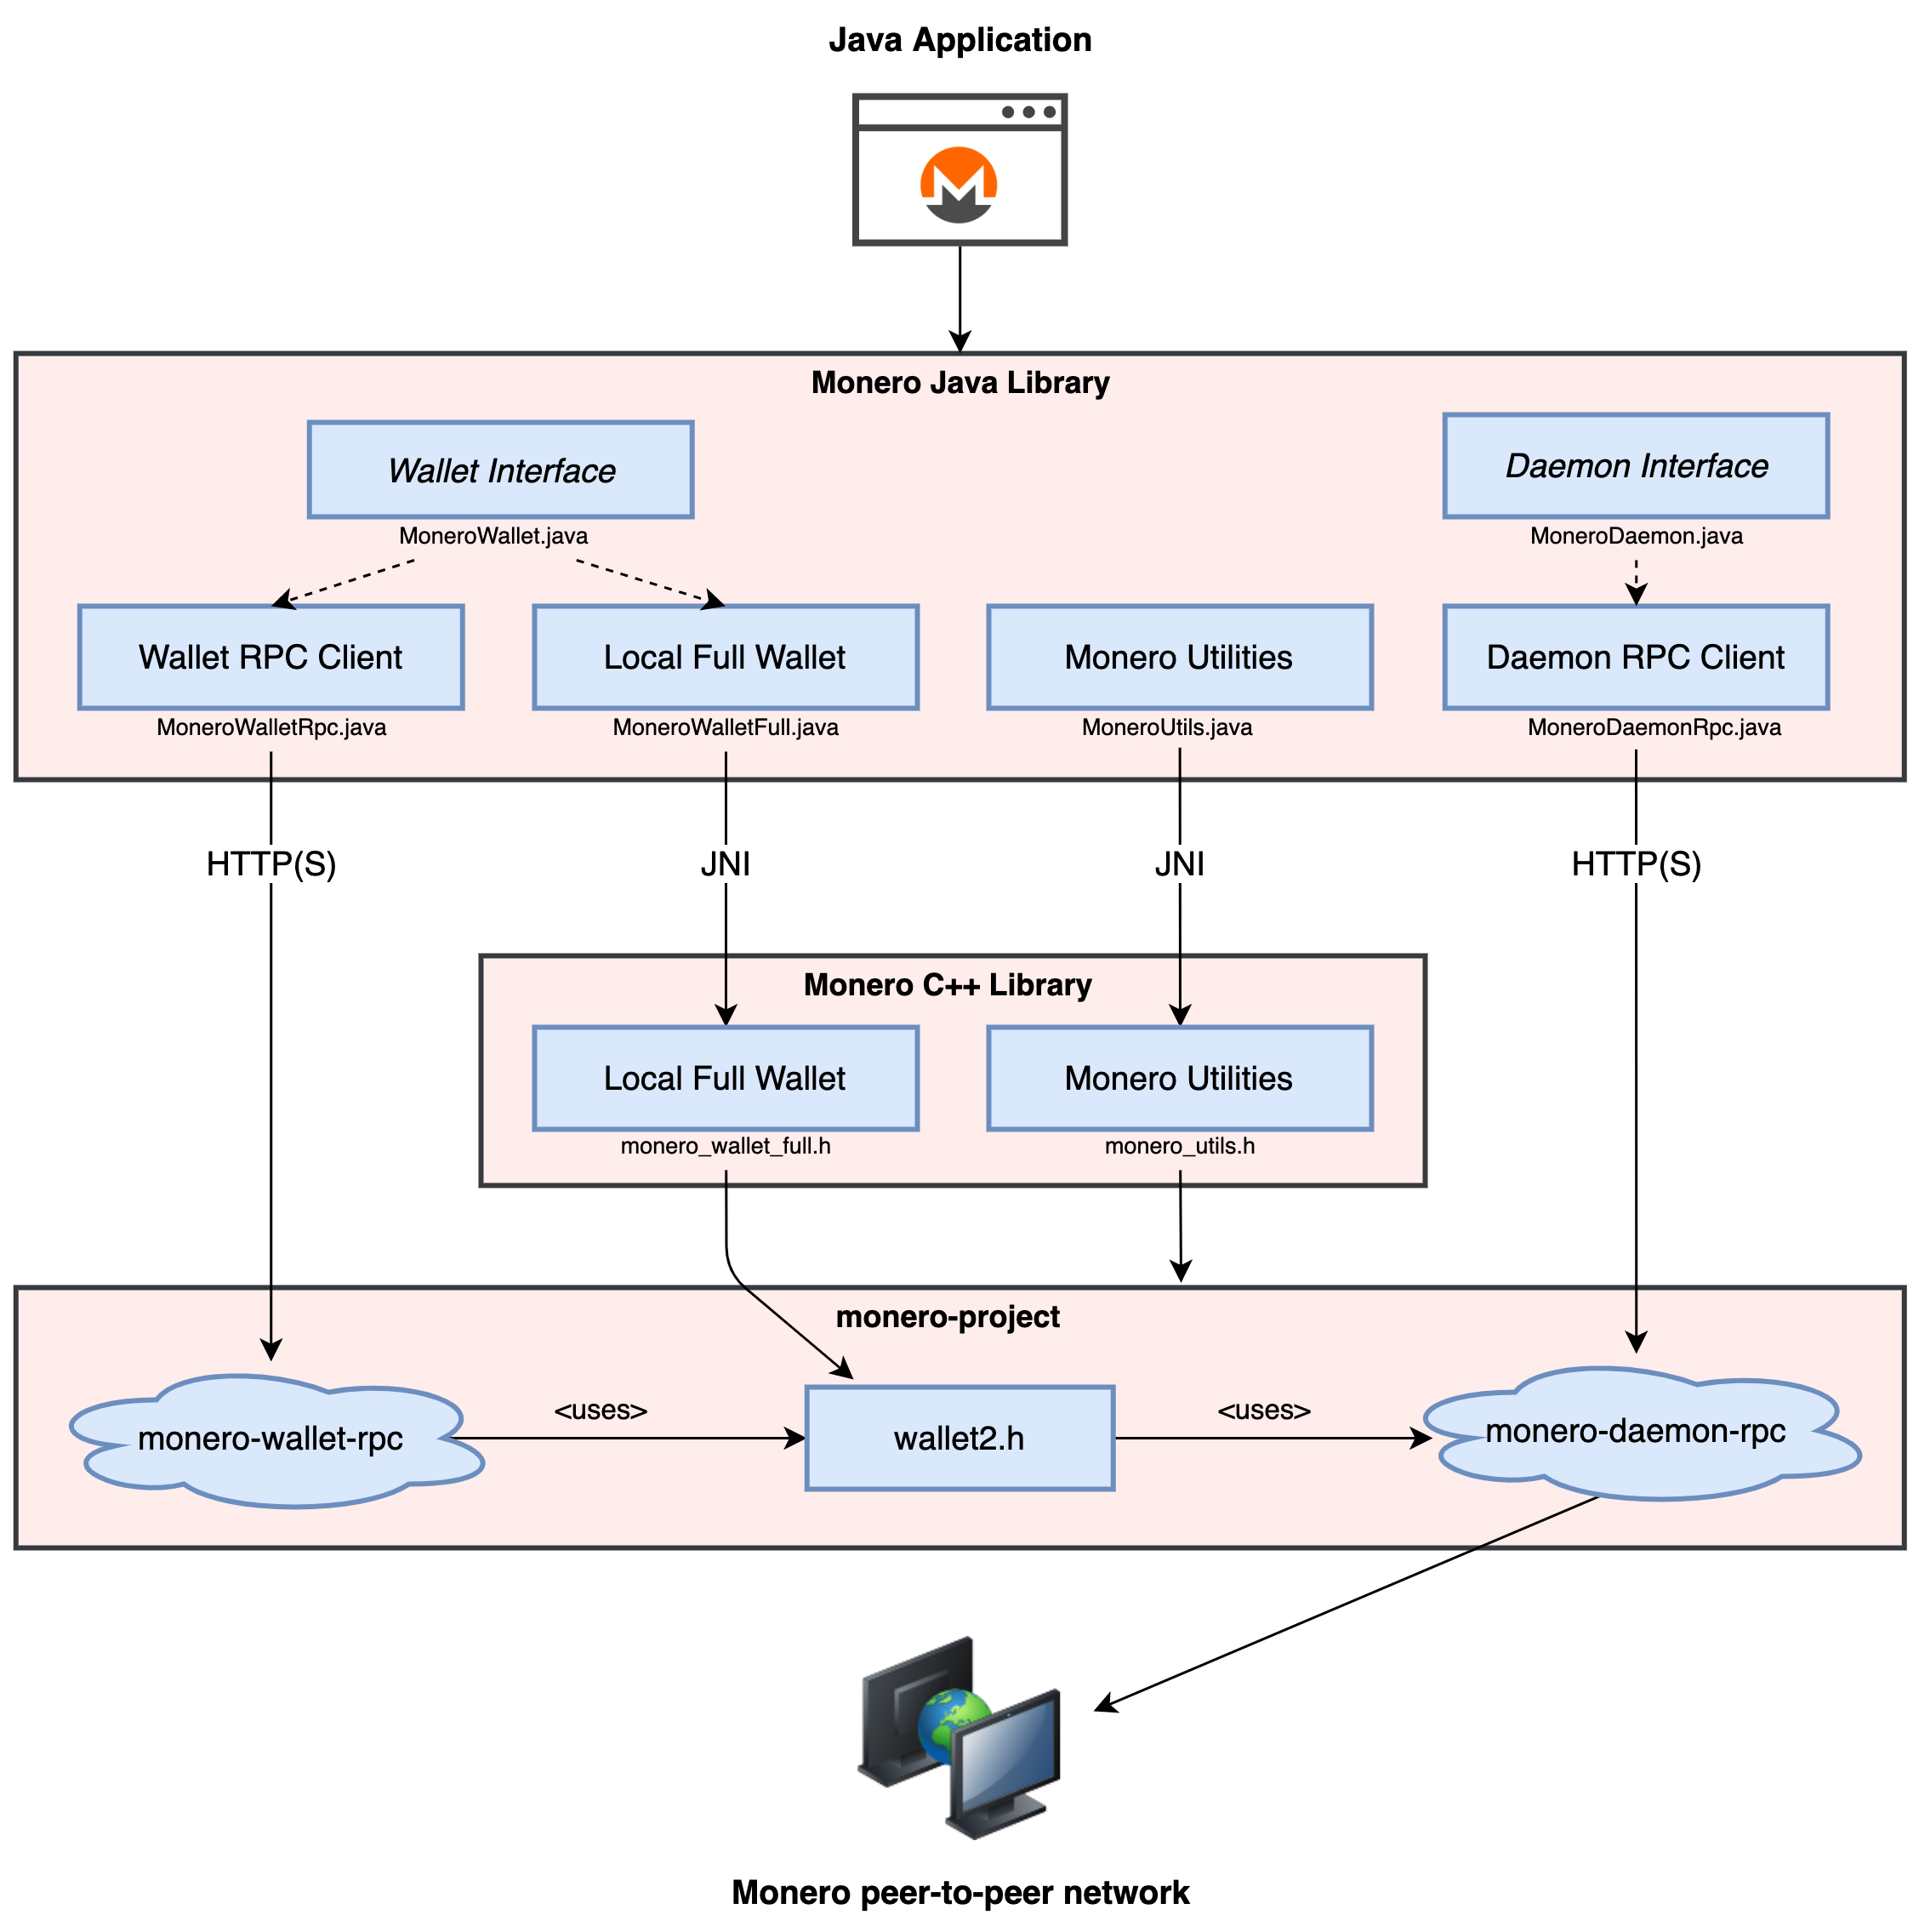 Java Application
Monero Java Library
Wallet Interface
MoneroWallet.java
Daemon Interface
MoneroDaemon.java
Wallet RPC Client
MoneroWalletRpc.java
Local Full Wallet
MoneroWalletFull.java
Monero Utilities
MoneroUtils.java
Daemon RPC Client
MoneroDaemonRpc.java
HTTP(S)
JNI
JNI
HTTP(S)
Monero C++ Library
Local Full Wallet
monero_wallet_full.h
Monero Utilities
monero_utils.h
monero-project
monero-wallet-rpc
<uses>
wallet2.h
<uses>
monero-daemon-rpc
Monero peer-to-peer network